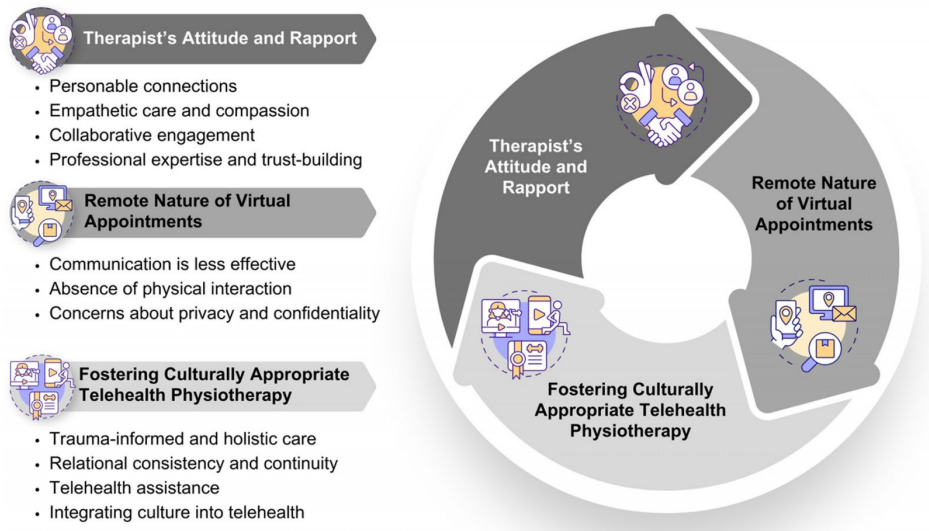 Therapist's Attitude and Rapport
• Personable connections
• Empathetic care and compassion
• Collaborative engagement
• Professional expertise and trust-building
Remote Nature of Virtual
Appointments
• Communication is less effective
• Absence of physical interaction
• Concerns about privacy and confidentiality
Fostering Culturally Appropriate
Telehealth Physiotherapy
• Trauma-informed and holistic care
• Relational consistency and continuity
• Telehealth assistance
• Integrating culture into telehealth
Therapist's
Attitude and
Rapport
Remote Nature
of Virtual
Appointments
Fostering Culturally
Appropriate Telehealth
Physiotherapy